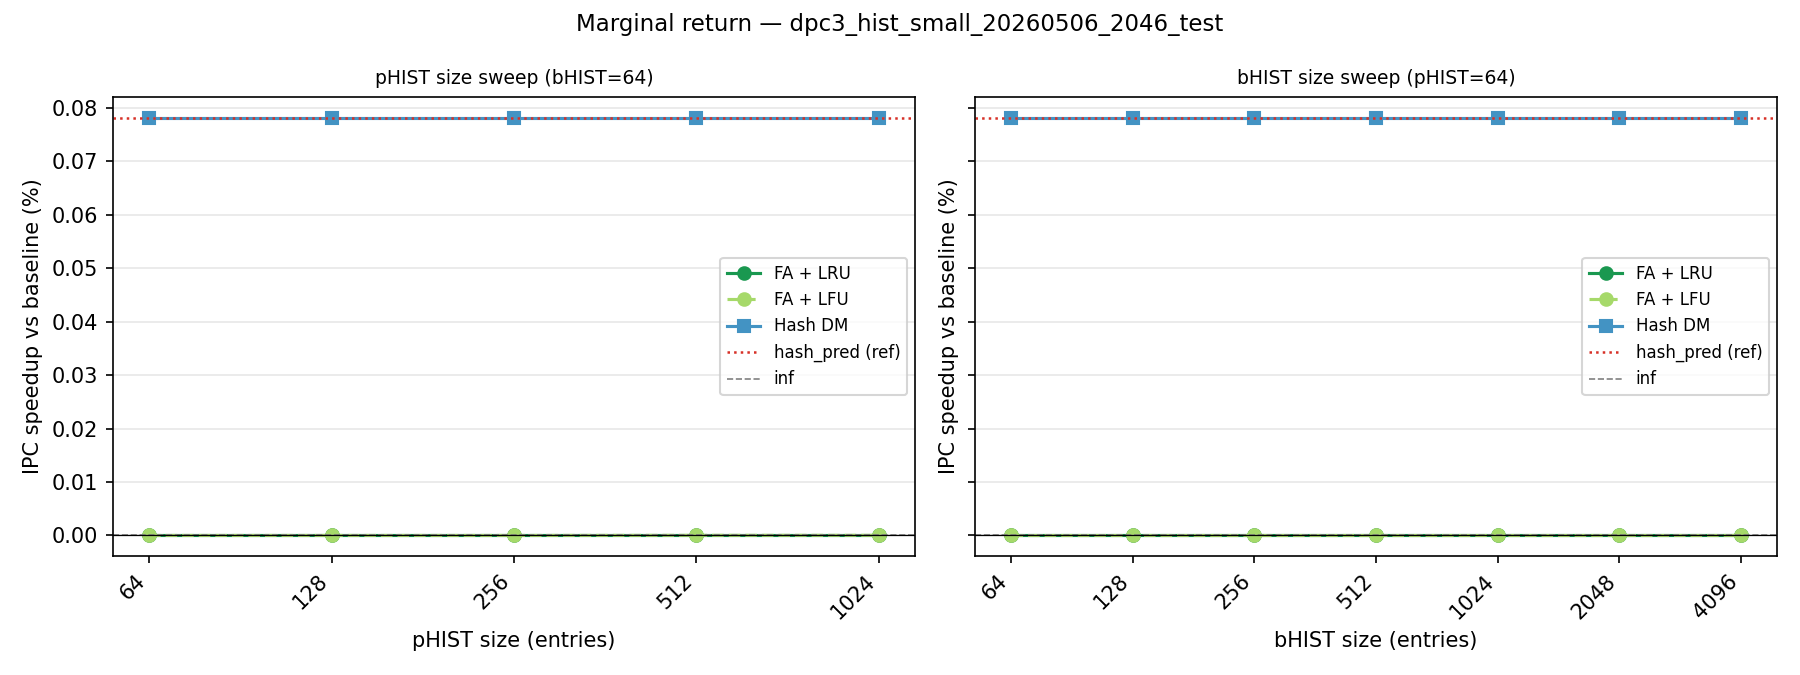 Marginal return — dpc3_hist_small_20260506_2046_test
pHIST size sweep (bHIST=64)
IPC speedup vs baseline (%)
0.08
0.07
0.06
0.05
0.04
0.03
0.02
0.01
0.00
FA + LRU
FA + LFU
Hash DM
hash_pred (ref)
inf
64
128
256
512
1024
pHIST size (entries)
bHIST size sweep (pHIST=64)
IPC speedup vs baseline (%)
FA + LRU
FA + LFU
Hash DM
hash_pred (ref)
inf
64
128
256
512
1024
2048
4096
bHIST size (entries)